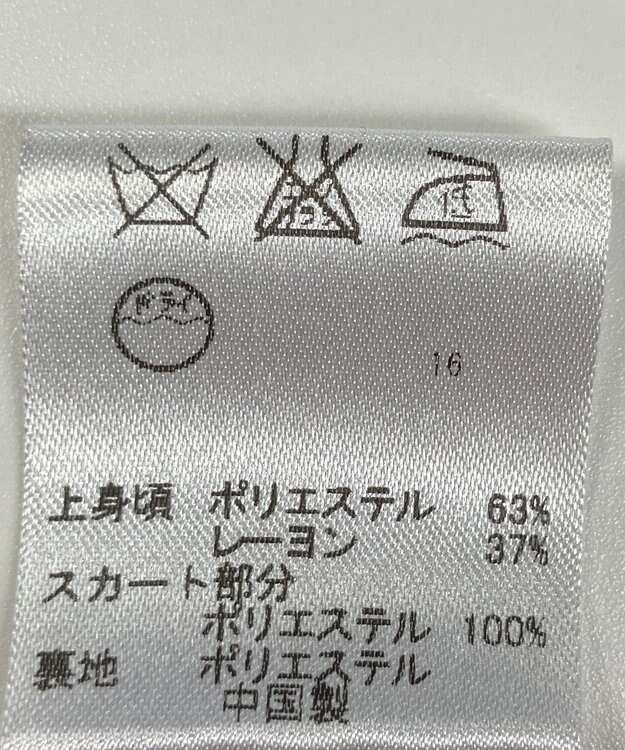 低
ドライ
16
上身頃 ポリエステル 63%
レーヨン 37%
スカート部分
ポリエステル 100%
裏地 ポリエステル
中国製